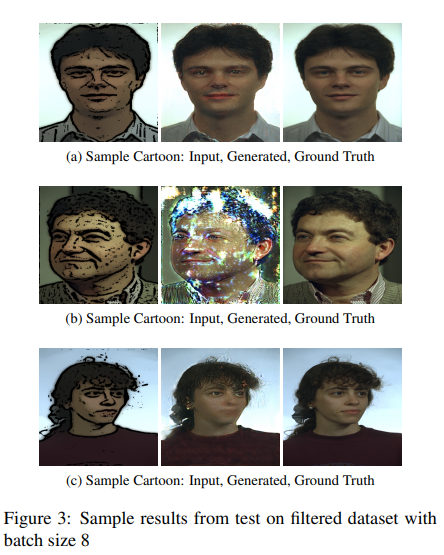 (a) Sample Cartoon: Input, Generated, Ground Truth
(b) Sample Cartoon: Input, Generated, Ground Truth
(c) Sample Cartoon: Input, Generated, Ground Truth
Figure 3: Sample results from test on filtered dataset with
batch size 8